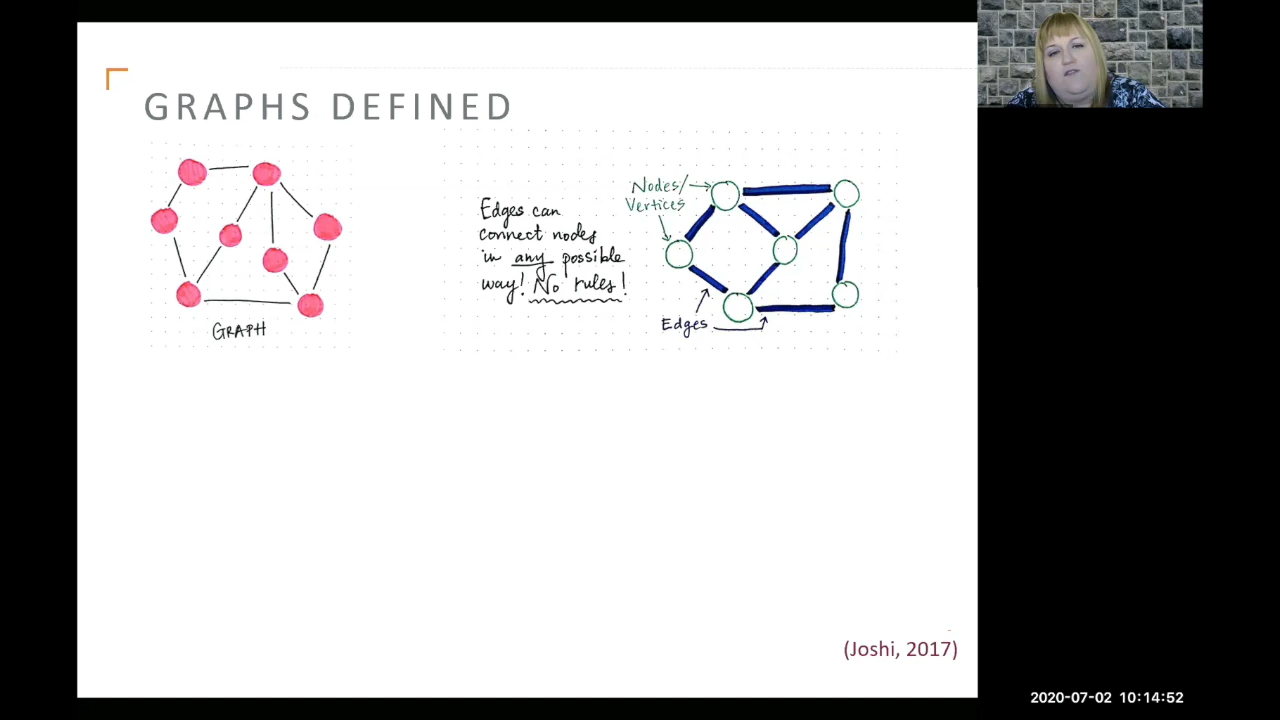 GRAPHS DEFINED
GRAPH
Edges can
connect nodes
in any possible
way! No rules!
Nodes/
Vertices
Edges
(Joshi, 2017)
2020-07-02 10:14:52